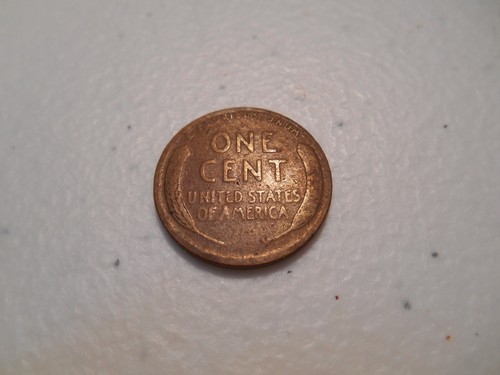 ONE
CENT
UNITED STATES
OF AMERICA